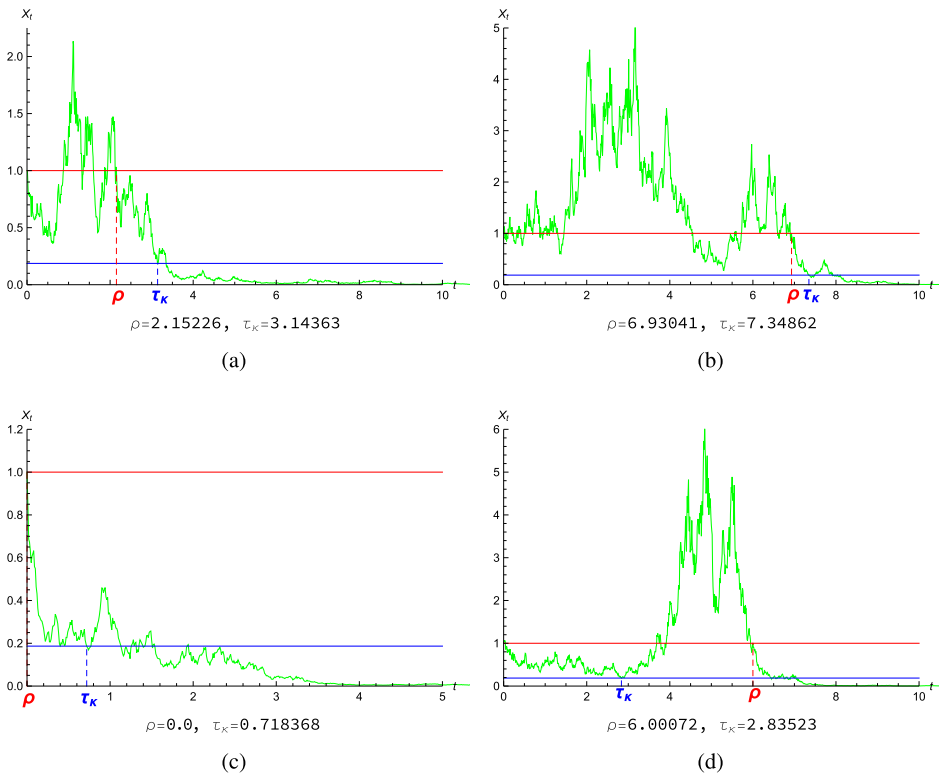 X_t
2.0
1.5
1.0
0.5
0.0
0 2 4 6 8 10 t
ρ τ_κ
ρ=2.15226, τ_κ=3.14363
(a)
X_t
5
4
3
2
1
0
0 2 4 6 8 10 t
ρ τ_κ
ρ=6.93041, τ_κ=7.34862
(b)
X_t
1.2
1.0
0.8
0.6
0.4
0.2
0.0
0 1 2 3 4 5 t
ρ τ_κ
ρ=0.0, τ_κ=0.718368
(c)
X_t
6
5
4
3
2
1
0
0 2 4 6 8 10 t
τ_κ ρ
ρ=6.00072, τ_κ=2.83523
(d)